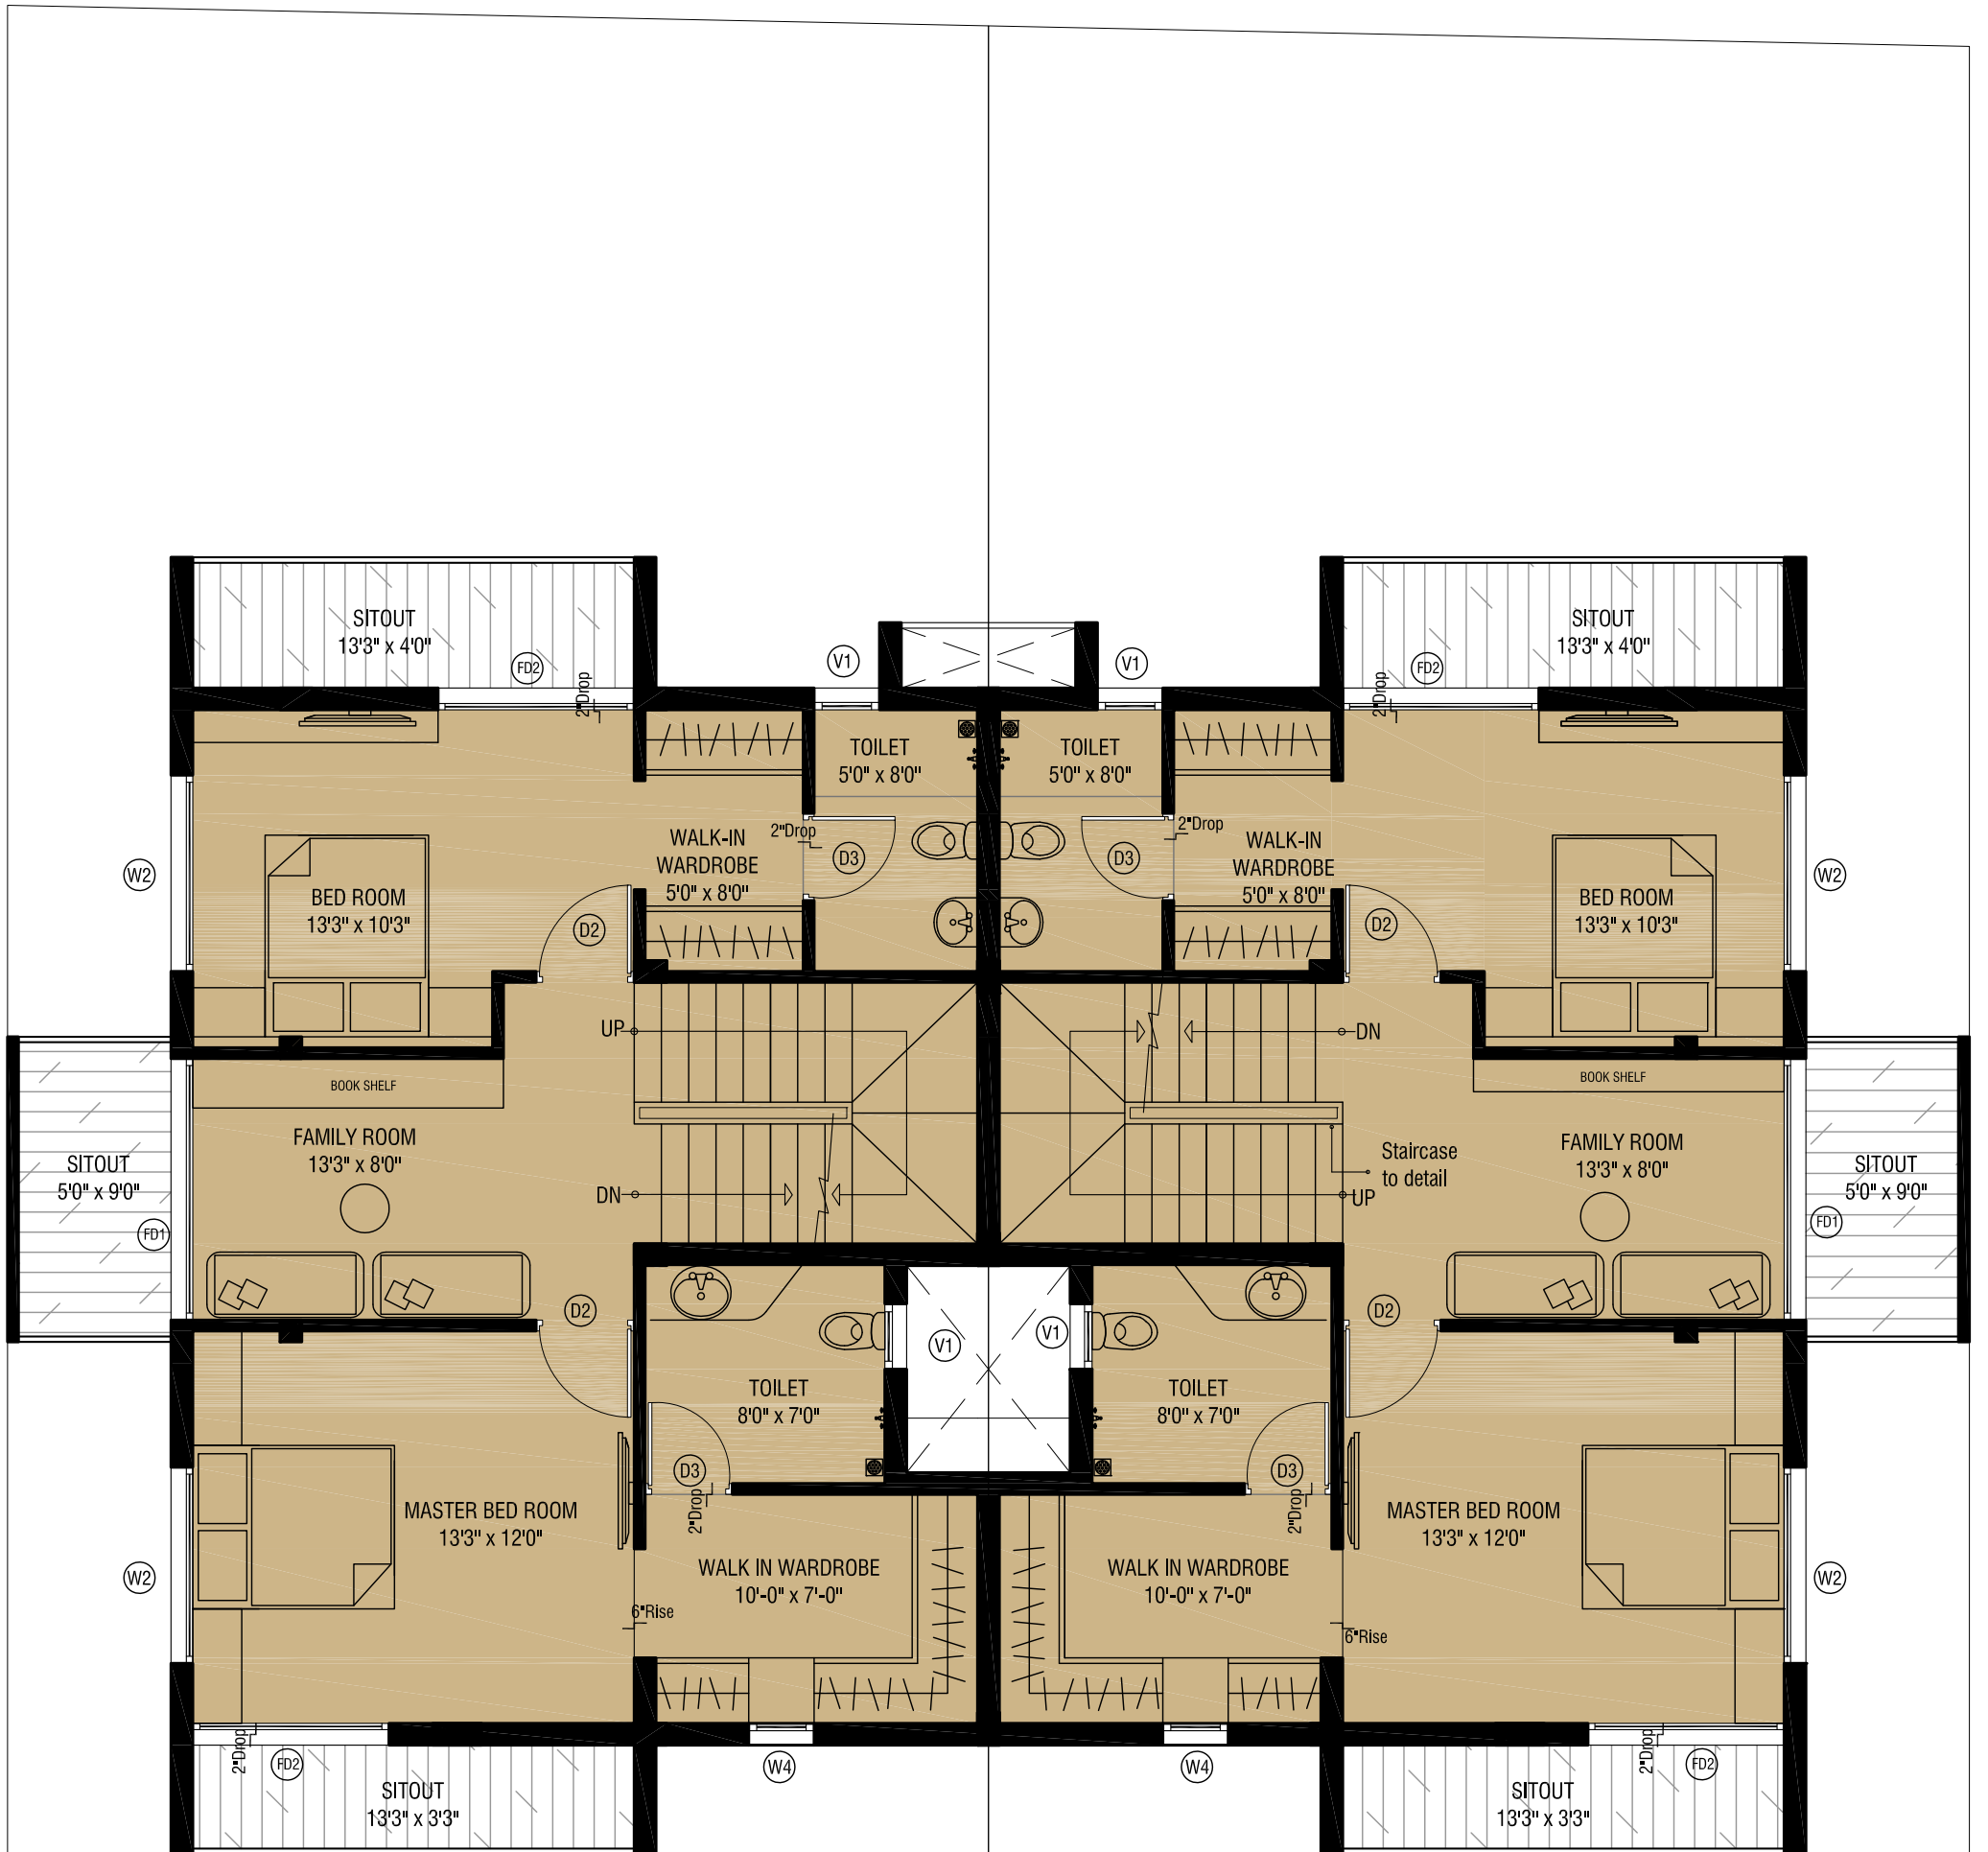 SITOUT
13'3" x 4'0"
FD2
2"Drop
V1
V1
SITOUT
13'3" x 4'0"
FD2
2"Drop
TOILET
5'0" x 8'0"
TOILET
5'0" x 8'0"
WALK-IN
WARDROBE
5'0" x 8'0"
2"Drop
D3
D3
2"Drop
WALK-IN
WARDROBE
5'0" x 8'0"
W2
BED ROOM
13'3" x 10'3"
D2
D2
BED ROOM
13'3" x 10'3"
W2
UP
DN
BOOK SHELF
BOOK SHELF
FAMILY ROOM
13'3" x 8'0"
SITOUT
5'0" x 9'0"
FD1
DN
Staircase
to detail
UP
FAMILY ROOM
13'3" x 8'0"
SITOUT
5'0" x 9'0"
FD1
D2
V1
V1
D2
TOILET
8'0" x 7'0"
TOILET
8'0" x 7'0"
D3
2"Drop
D3
2"Drop
MASTER BED ROOM
13'3" x 12'0"
MASTER BED ROOM
13'3" x 12'0"
W2
WALK IN WARDROBE
10'-0" x 7'-0"
WALK IN WARDROBE
10'-0" x 7'-0"
W2
6"Rise
6"Rise
2"Drop
FD2
W4
W4
2"Drop
FD2
SITOUT
13'3" x 3'3"
SITOUT
13'3" x 3'3"